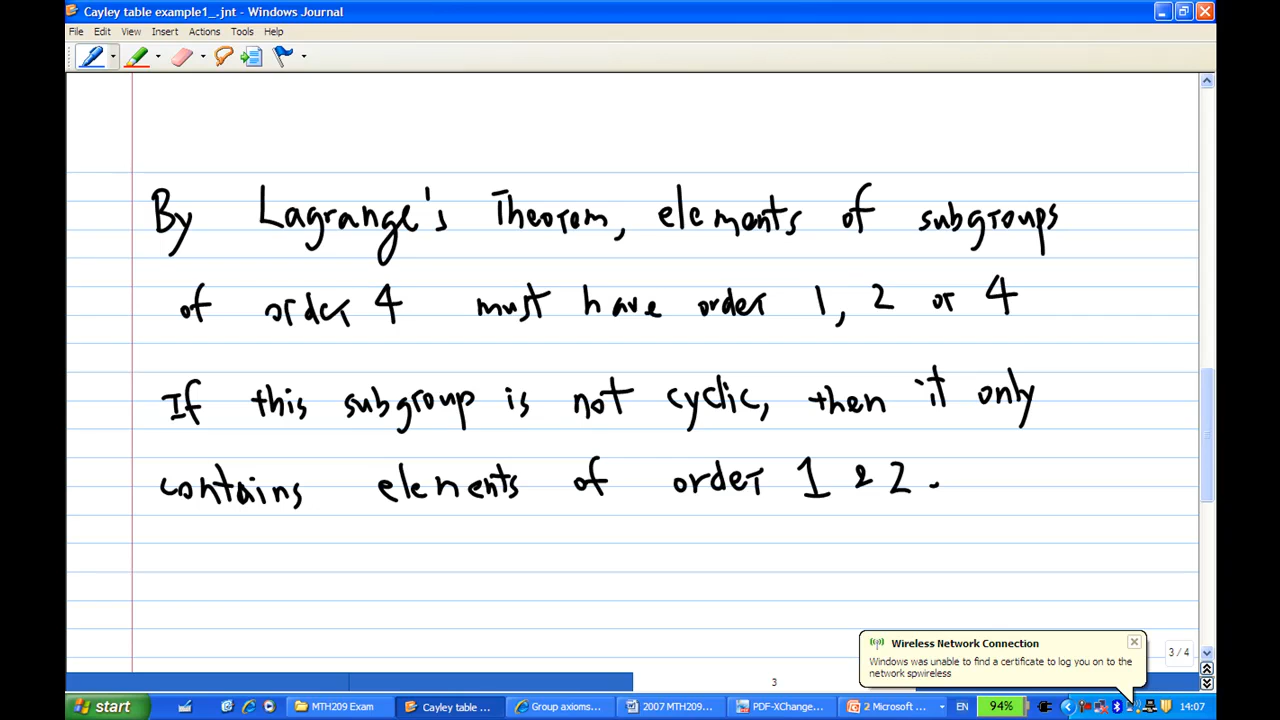 Cayley table example1_.jnt - Windows Journal
File Edit View Insert Actions Tools Help
By Lagrange's Theorem, elements of subgroups
of order 4 must have order 1, 2 or 4
If this subgroup is not cyclic, then it only
contains elements of order 1 & 2.
Wireless Network Connection
Windows was unable to find a certificate to log you on to the
network spwireless
3 / 4
3
start MTH209 Exam Cayley table ... Group axioms... 2007 MTH209... PDF-XChange... 2 Microsoft ... EN 94% 14:07